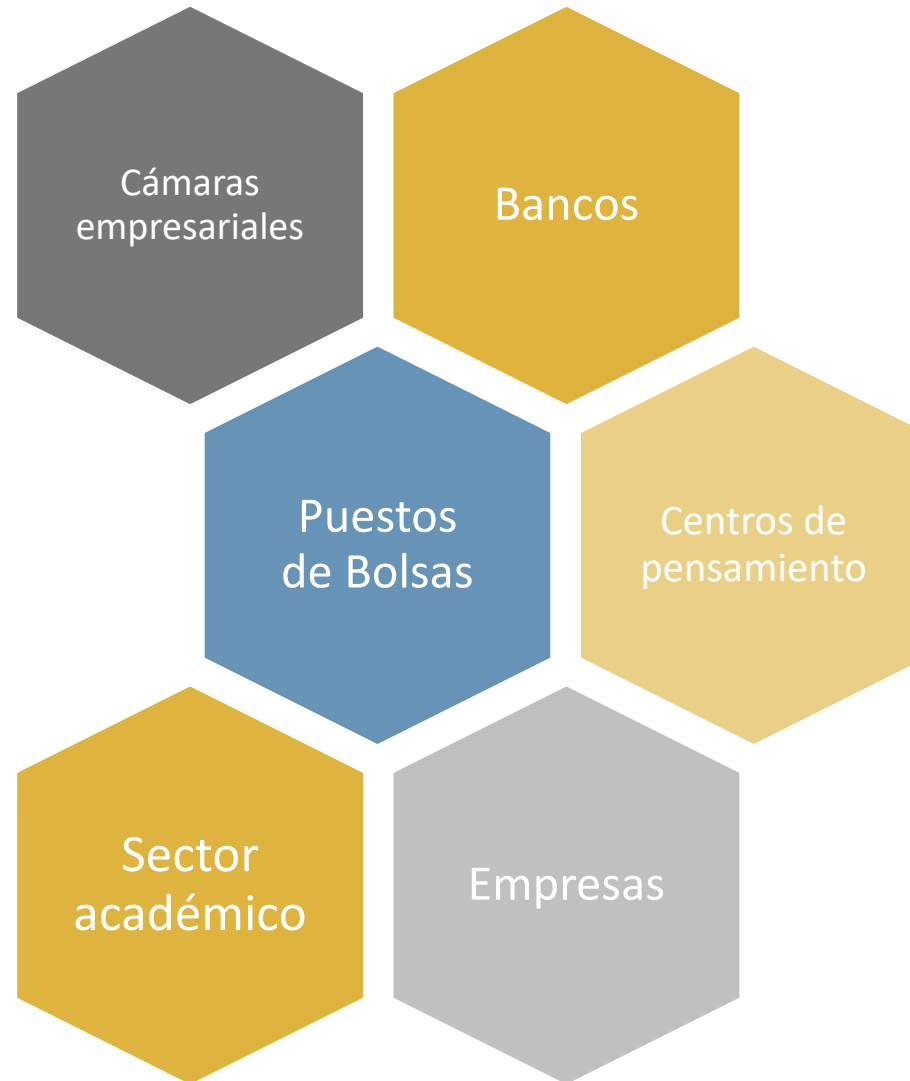 Cámaras
empresariales
Bancos
Puestos
de Bolsas
Centros de
pensamiento
Sector
académico
Empresas